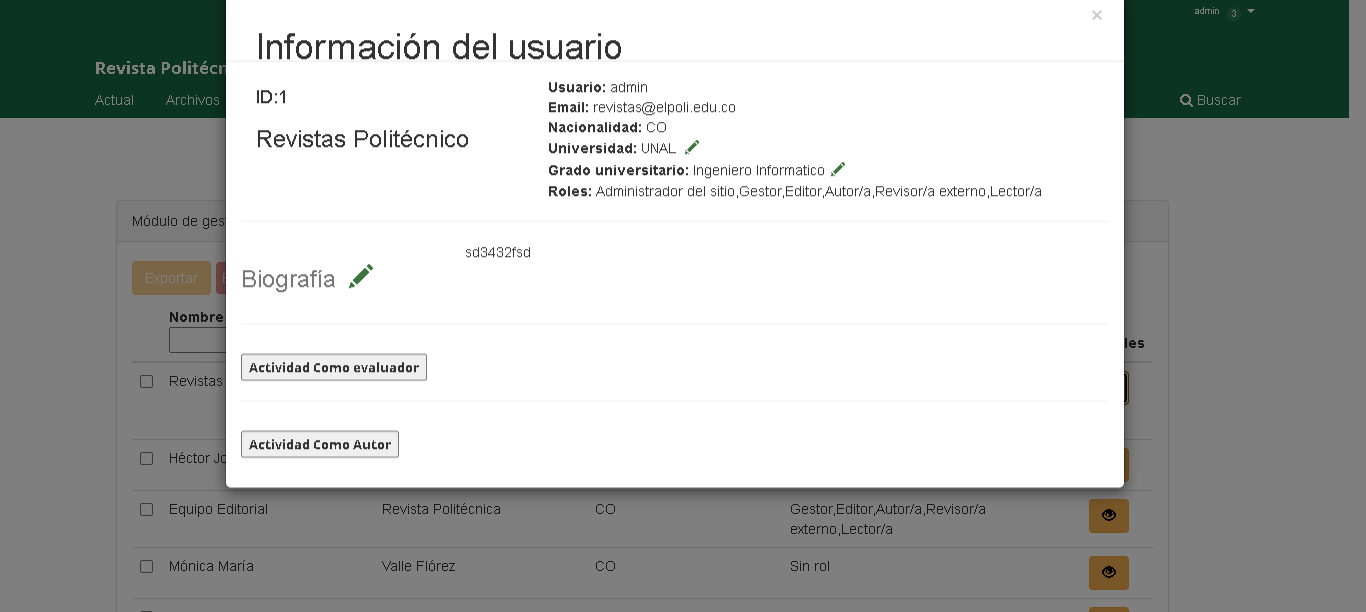 admin 3
×
Información del usuario
Revista Politécn
Actual Archivos
Buscar
ID:1
Revistas Politécnico
Usuario: admin
Email: revistas@elpoli.edu.co
Nacionalidad: CO
Universidad: UNAL
Grado universitario: Ingeniero Informatico
Roles: Administrador del sitio,Gestor,Editor,Autor/a,Revisor/a externo,Lector/a
Módulo de ges
sd3432fsd
Biografía
Exportar
Nombre
les
Actividad Como evaluador
Revistas
Actividad Como Autor
Héctor Jo
Equipo Editorial Revista Politécnica CO Gestor,Editor,Autor/a,Revisor/a
externo,Lector/a
Mónica María Valle Flórez CO Sin rol